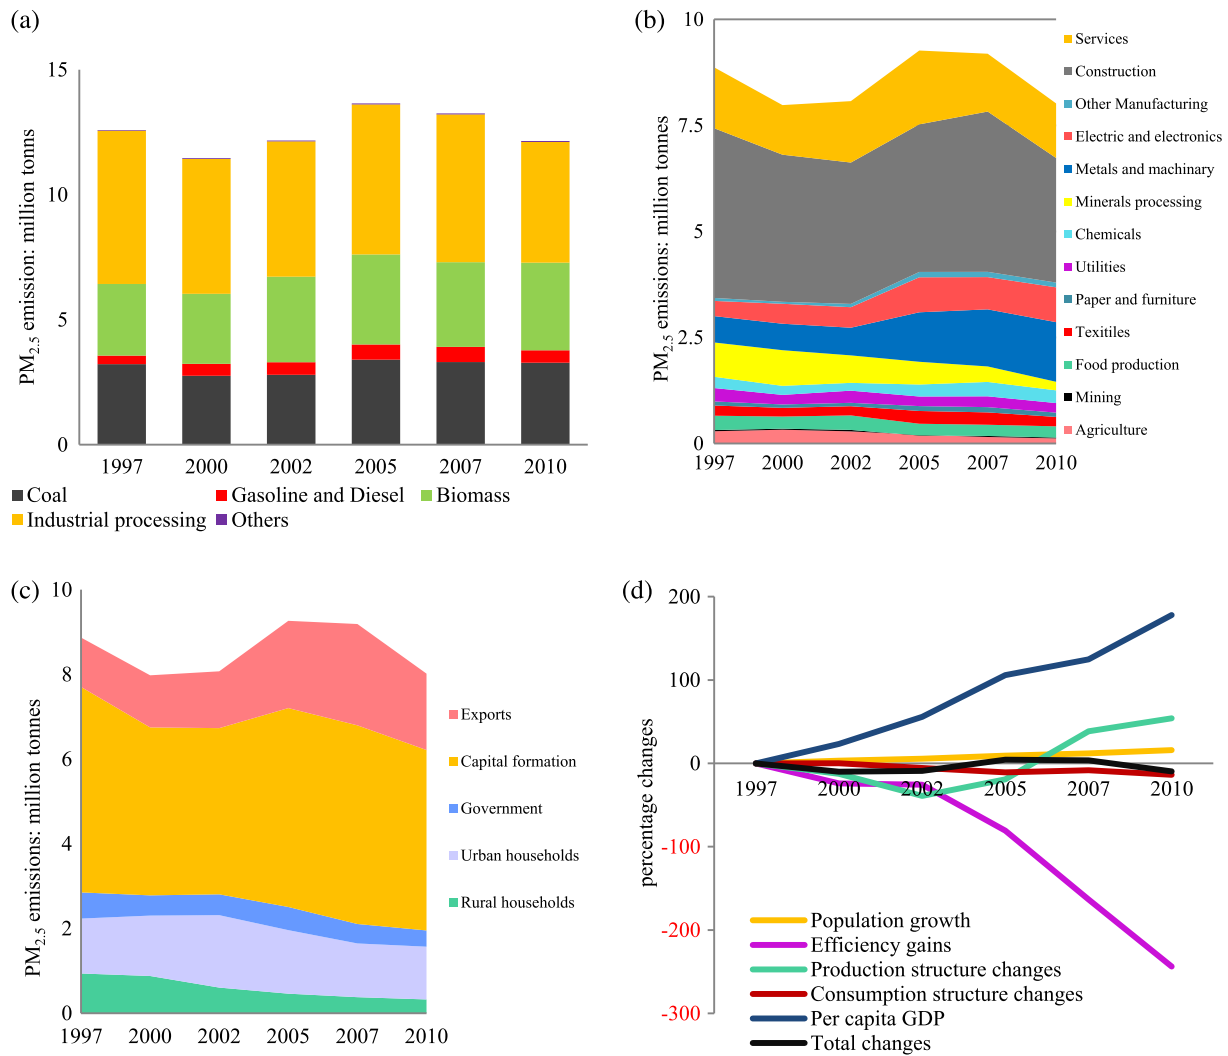 (a)
15
10
5
0
PM2.5 emission: million tonns
1997 2000 2002 2005 2007 2010
Coal Gasoline and Diesel Biomass
Industrial processing Others
(b)
10
7.5
5
2.5
0
PM2.5 emissions: million tonnes
1997 2000 2002 2005 2007 2010
Services
Construction
Other Manufacturing
Electric and electronics
Metals and machinary
Minerals processing
Chemicals
Utilities
Paper and furniture
Texitiles
Food production
Mining
Agriculture
(c)
10
8
6
4
2
0
PM2.5 emissions: million tonnes
1997 2000 2002 2005 2007 2010
Exports
Capital formation
Government
Urban households
Rural households
(d)
200
100
0
-100
-200
-300
percentage changes
1997 2000 2002 2005 2007 2010
Population growth
Efficiency gains
Production structure changes
Consumption structure changes
Per capita GDP
Total changes